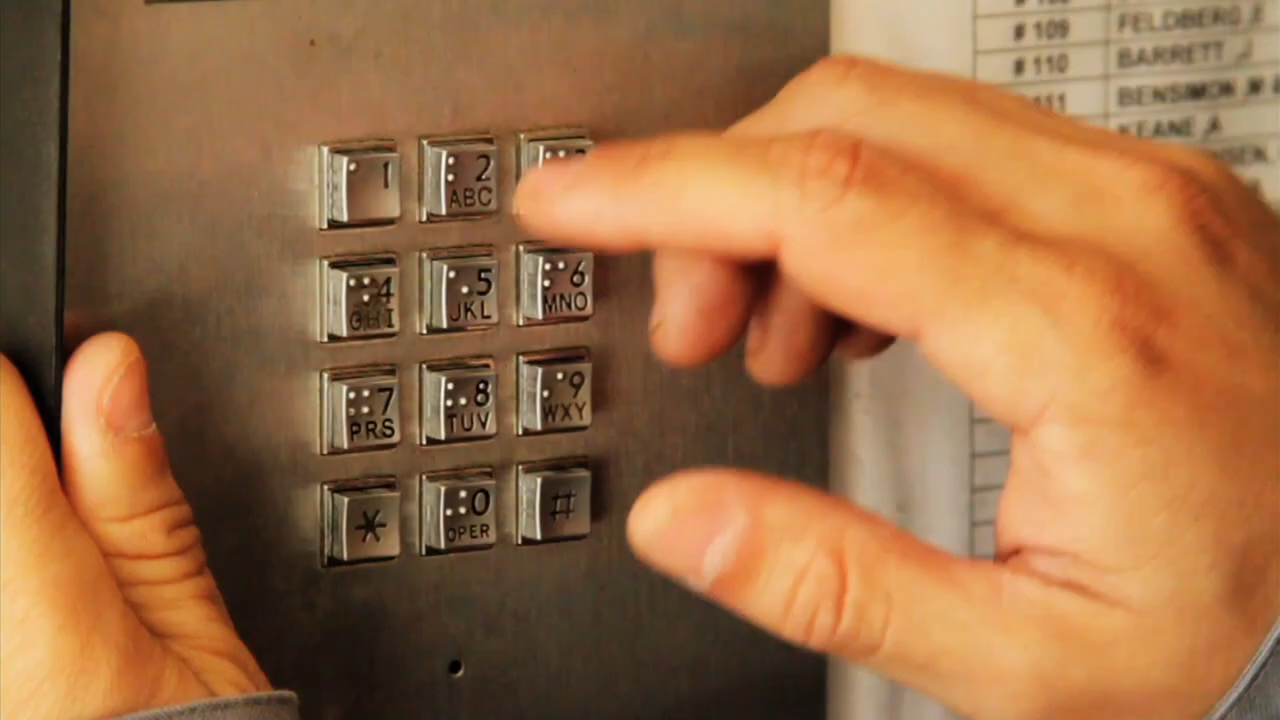 1
2
ABC
4
GHI
5
JKL
6
MNO
7
PRS
8
TUV
9
WXY
*
0
OPER
#
# 109 FELDBERG
# 110 BARRETT J
111 BENSIMON
KEANE A